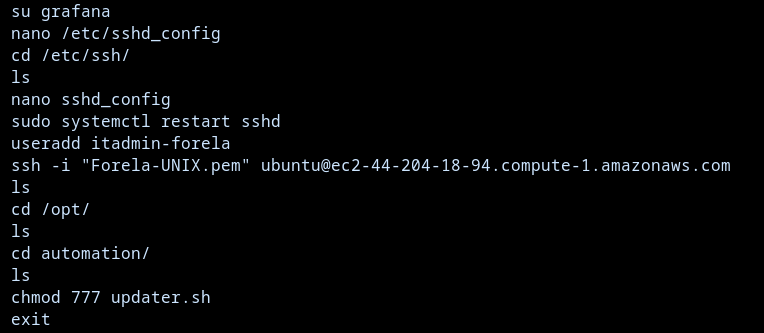 su grafana
nano /etc/sshd_config
cd /etc/ssh/
ls
nano sshd_config
sudo systemctl restart sshd
useradd itadmin-forela
ssh -i "Forela-UNIX.pem" ubuntu@ec2-44-204-18-94.compute-1.amazonaws.com
ls
cd /opt/
ls
cd automation/
ls
chmod 777 updater.sh
exit